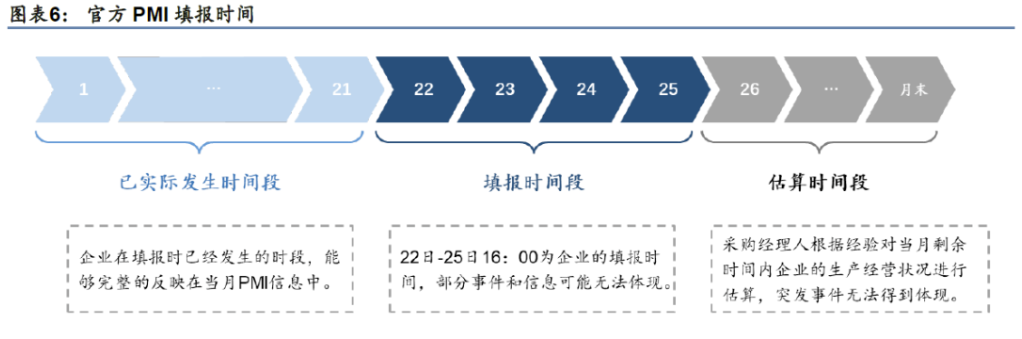 图表6： 官方 PMI 填报时间
1 … 21 22 23 24 25 26 … 月末
已实际发生时间段 填报时间段 估算时间段
企业在填报时已经发生的时段，能
够完整的反映在当月PMI信息中。
22日-25日16：00为企业的填报时
间，部分事件和信息可能无法体现。
采购经理人根据经验对当月剩余
时间内企业的生产经营状况进行
估算，突发事件无法得到体现。